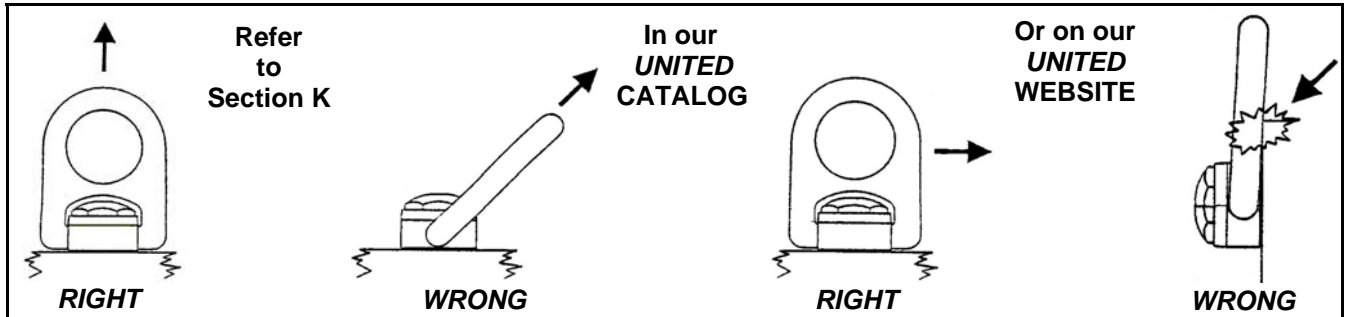 Refer
to
Section K
In our
UNITED
CATALOG
Or on our
UNITED
WEBSITE
RIGHT
WRONG
RIGHT
WRONG